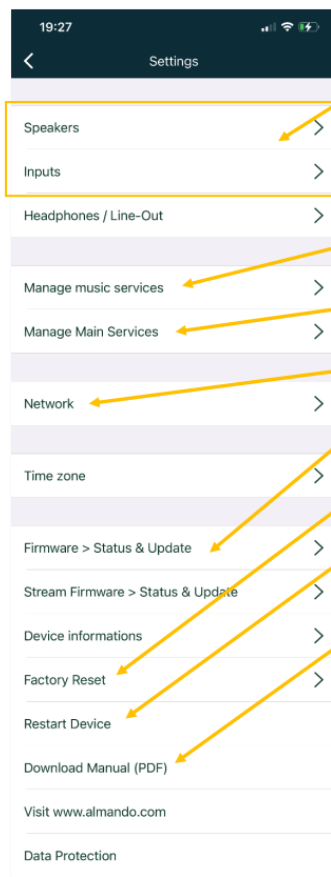 19:27
Settings
Speakers
Inputs
Headphones / Line-Out
Manage music services
Manage Main Services
Network
Time zone
Firmware > Status & Update
Stream Firmware > Status & Update
Device informations
Factory Reset
Restart Device
Download Manual (PDF)
Visit www.almando.com
Data Protection